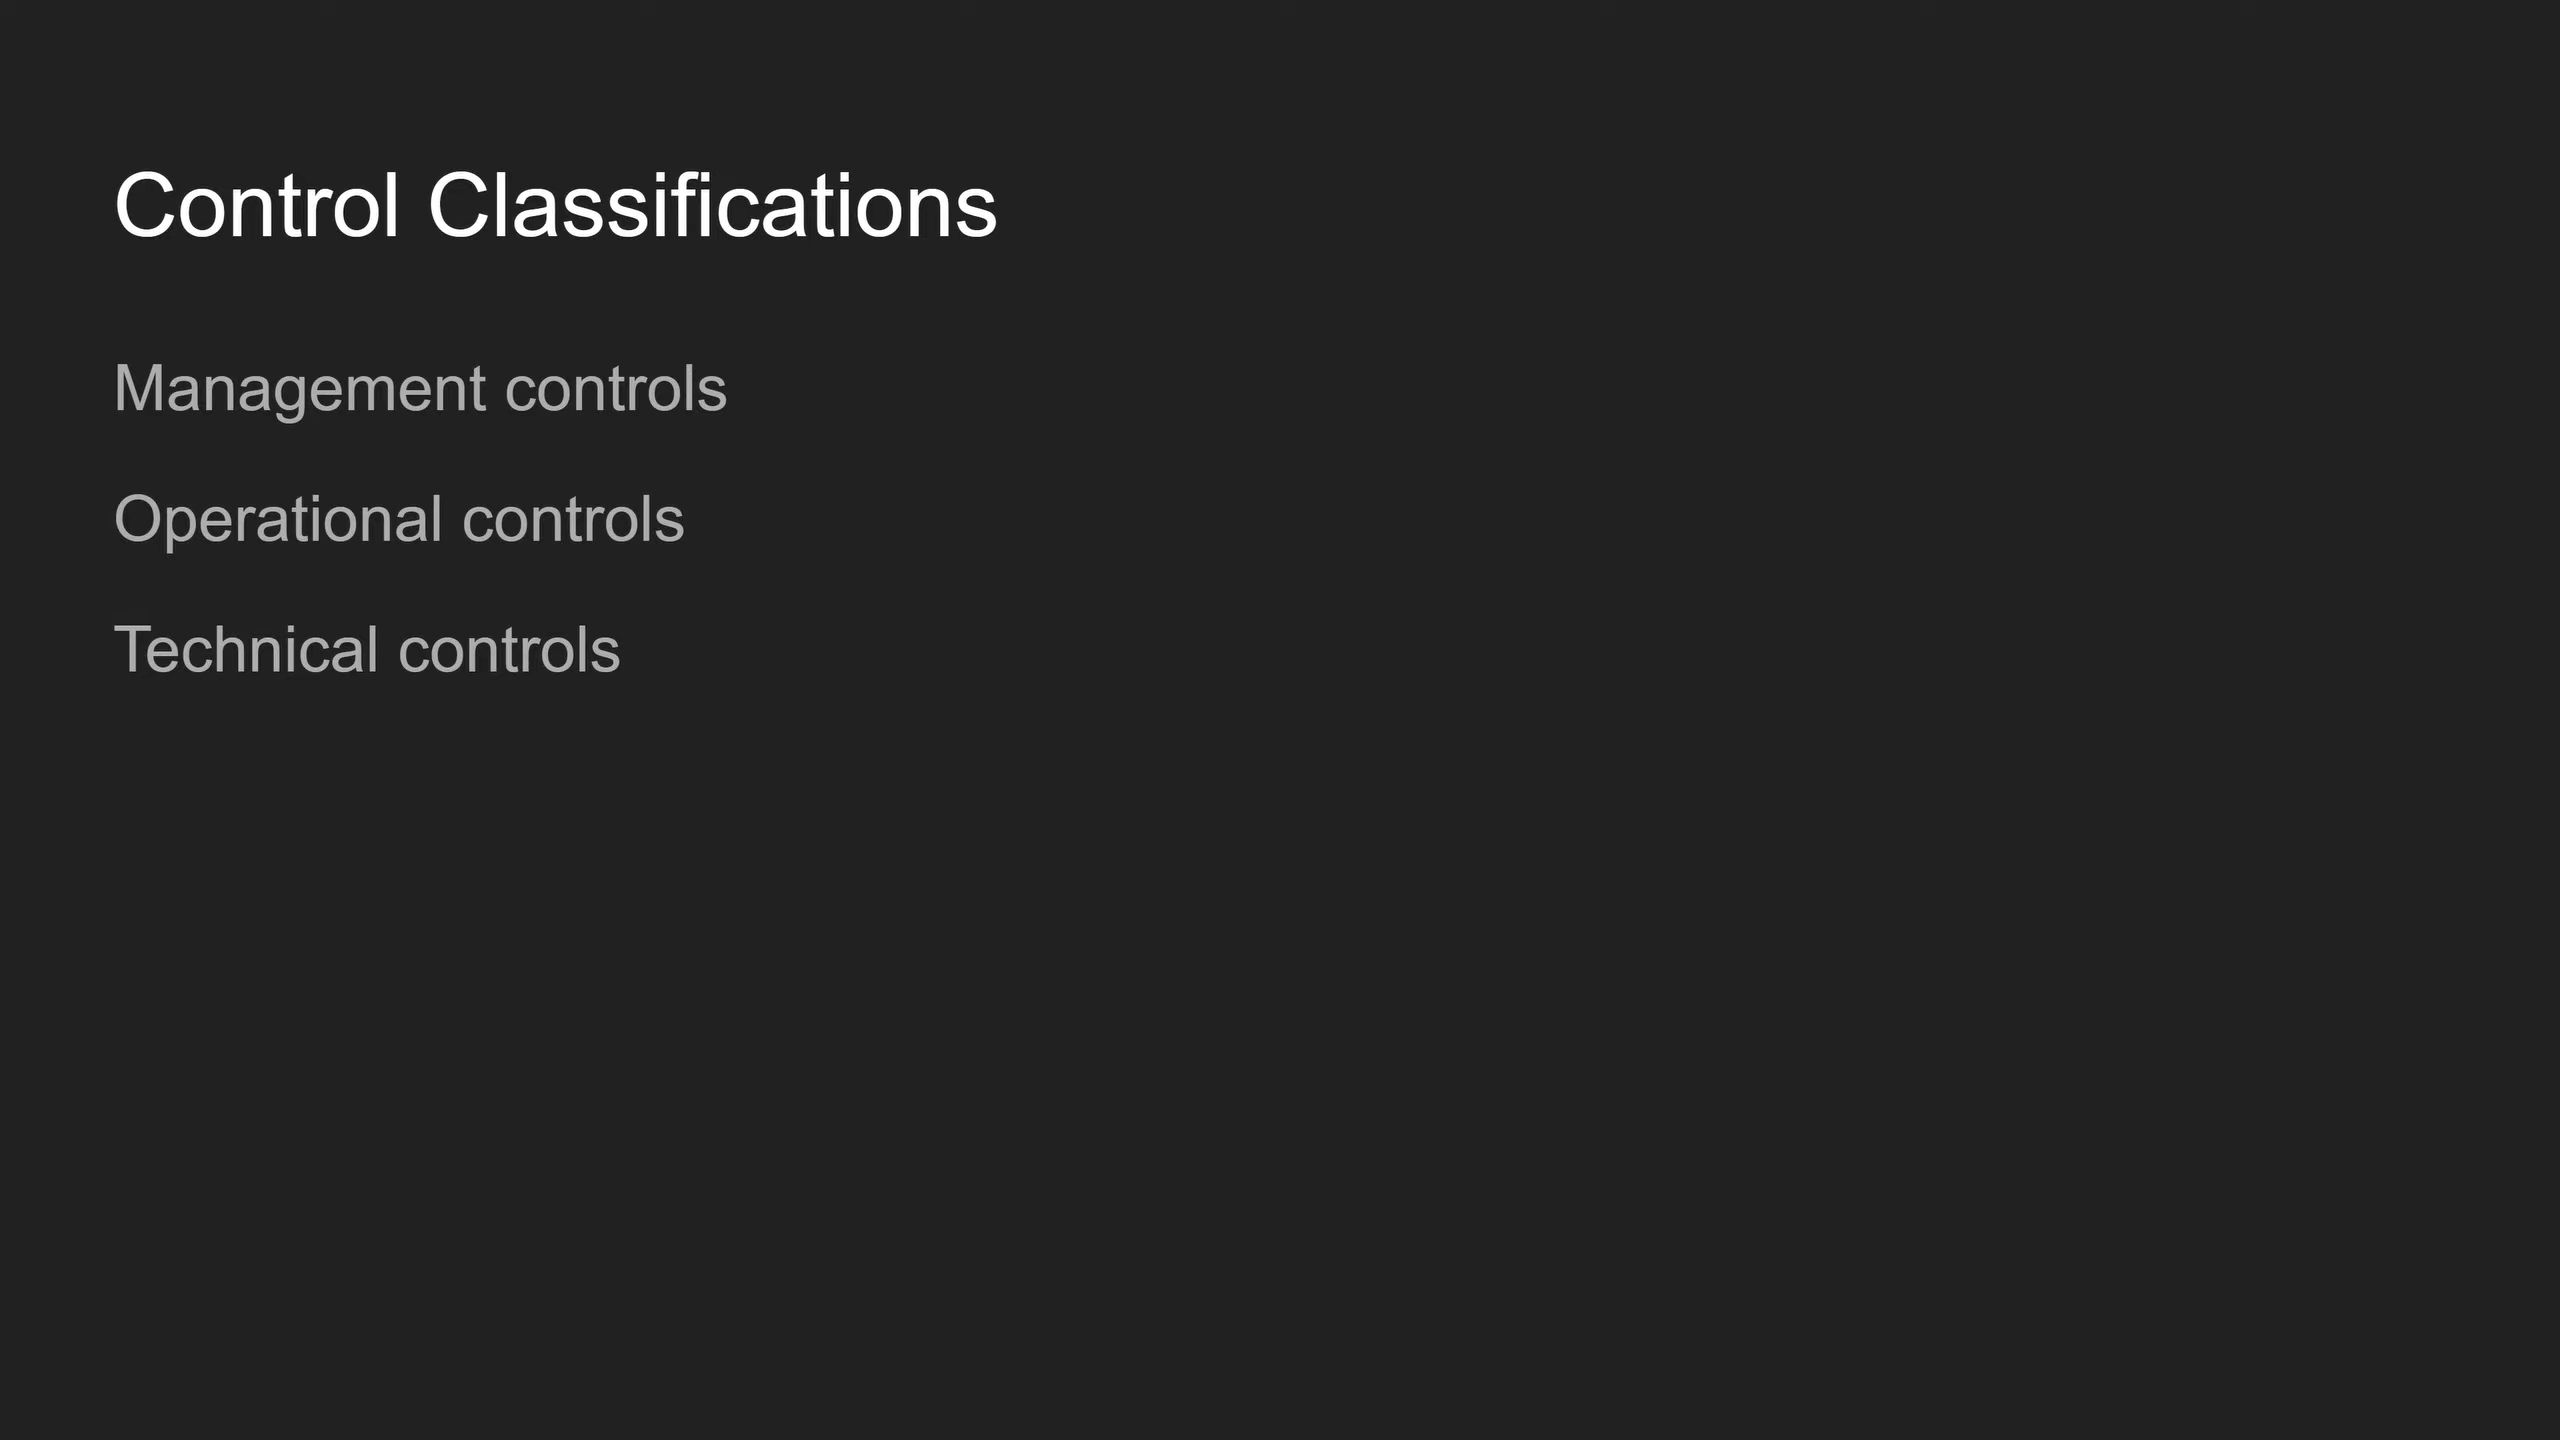 Control Classifications
Management controls
Operational controls
Technical controls